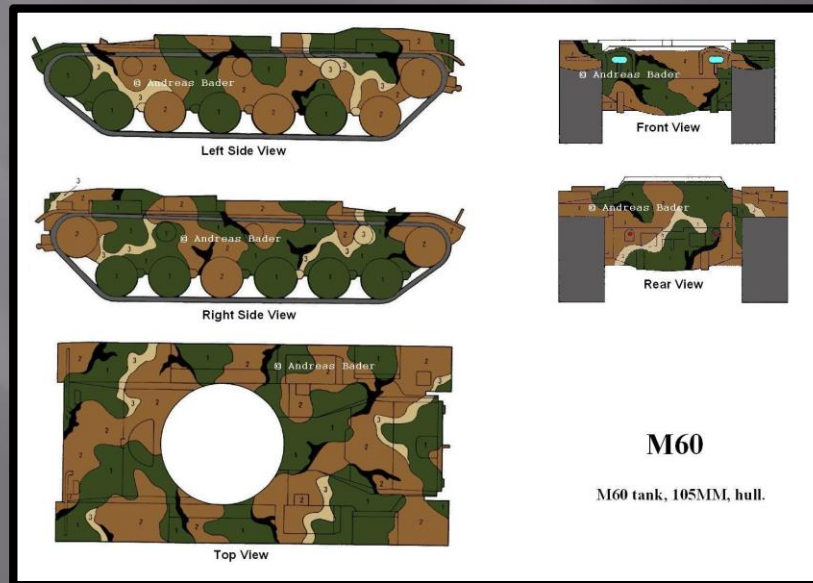 © Andreas Bader
Left Side View
© Andreas Bader
Front View
© Andreas Bader
Right Side View
© Andreas Bader
Rear View
© Andreas Bader
Top View
M60
M60 tank, 105MM, hull.